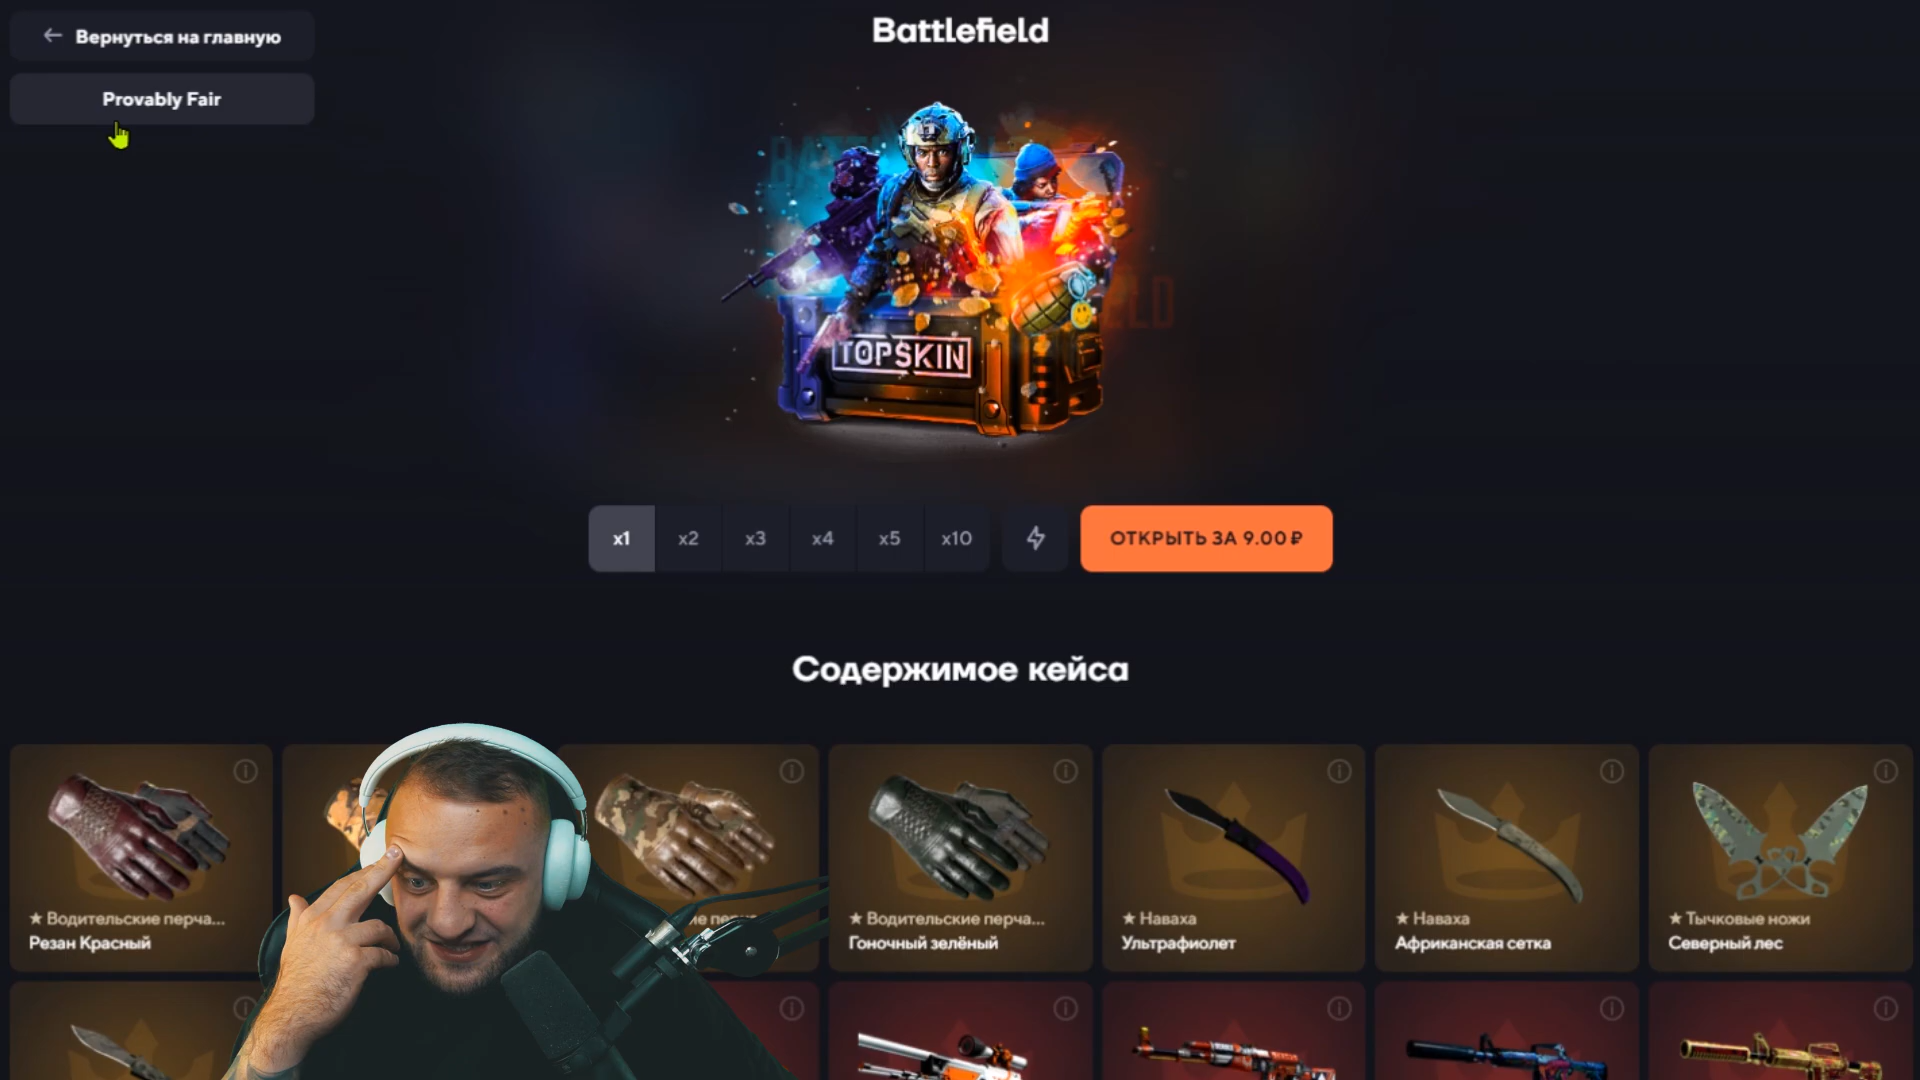 Вернуться на главную
Provably Fair
Battlefield
TOPSKIN
x1
x2
x3
x4
x5
x10
ОТКРЫТЬ ЗА 9.00 ₽
Содержимое кейса
★ Водительские перча...
Резан Красный
★ Водительские перча...
Гоночный зелёный
★ Наваха
Ультрафиолет
★ Наваха
Африканская сетка
★ Тычковые ножи
Северный лес